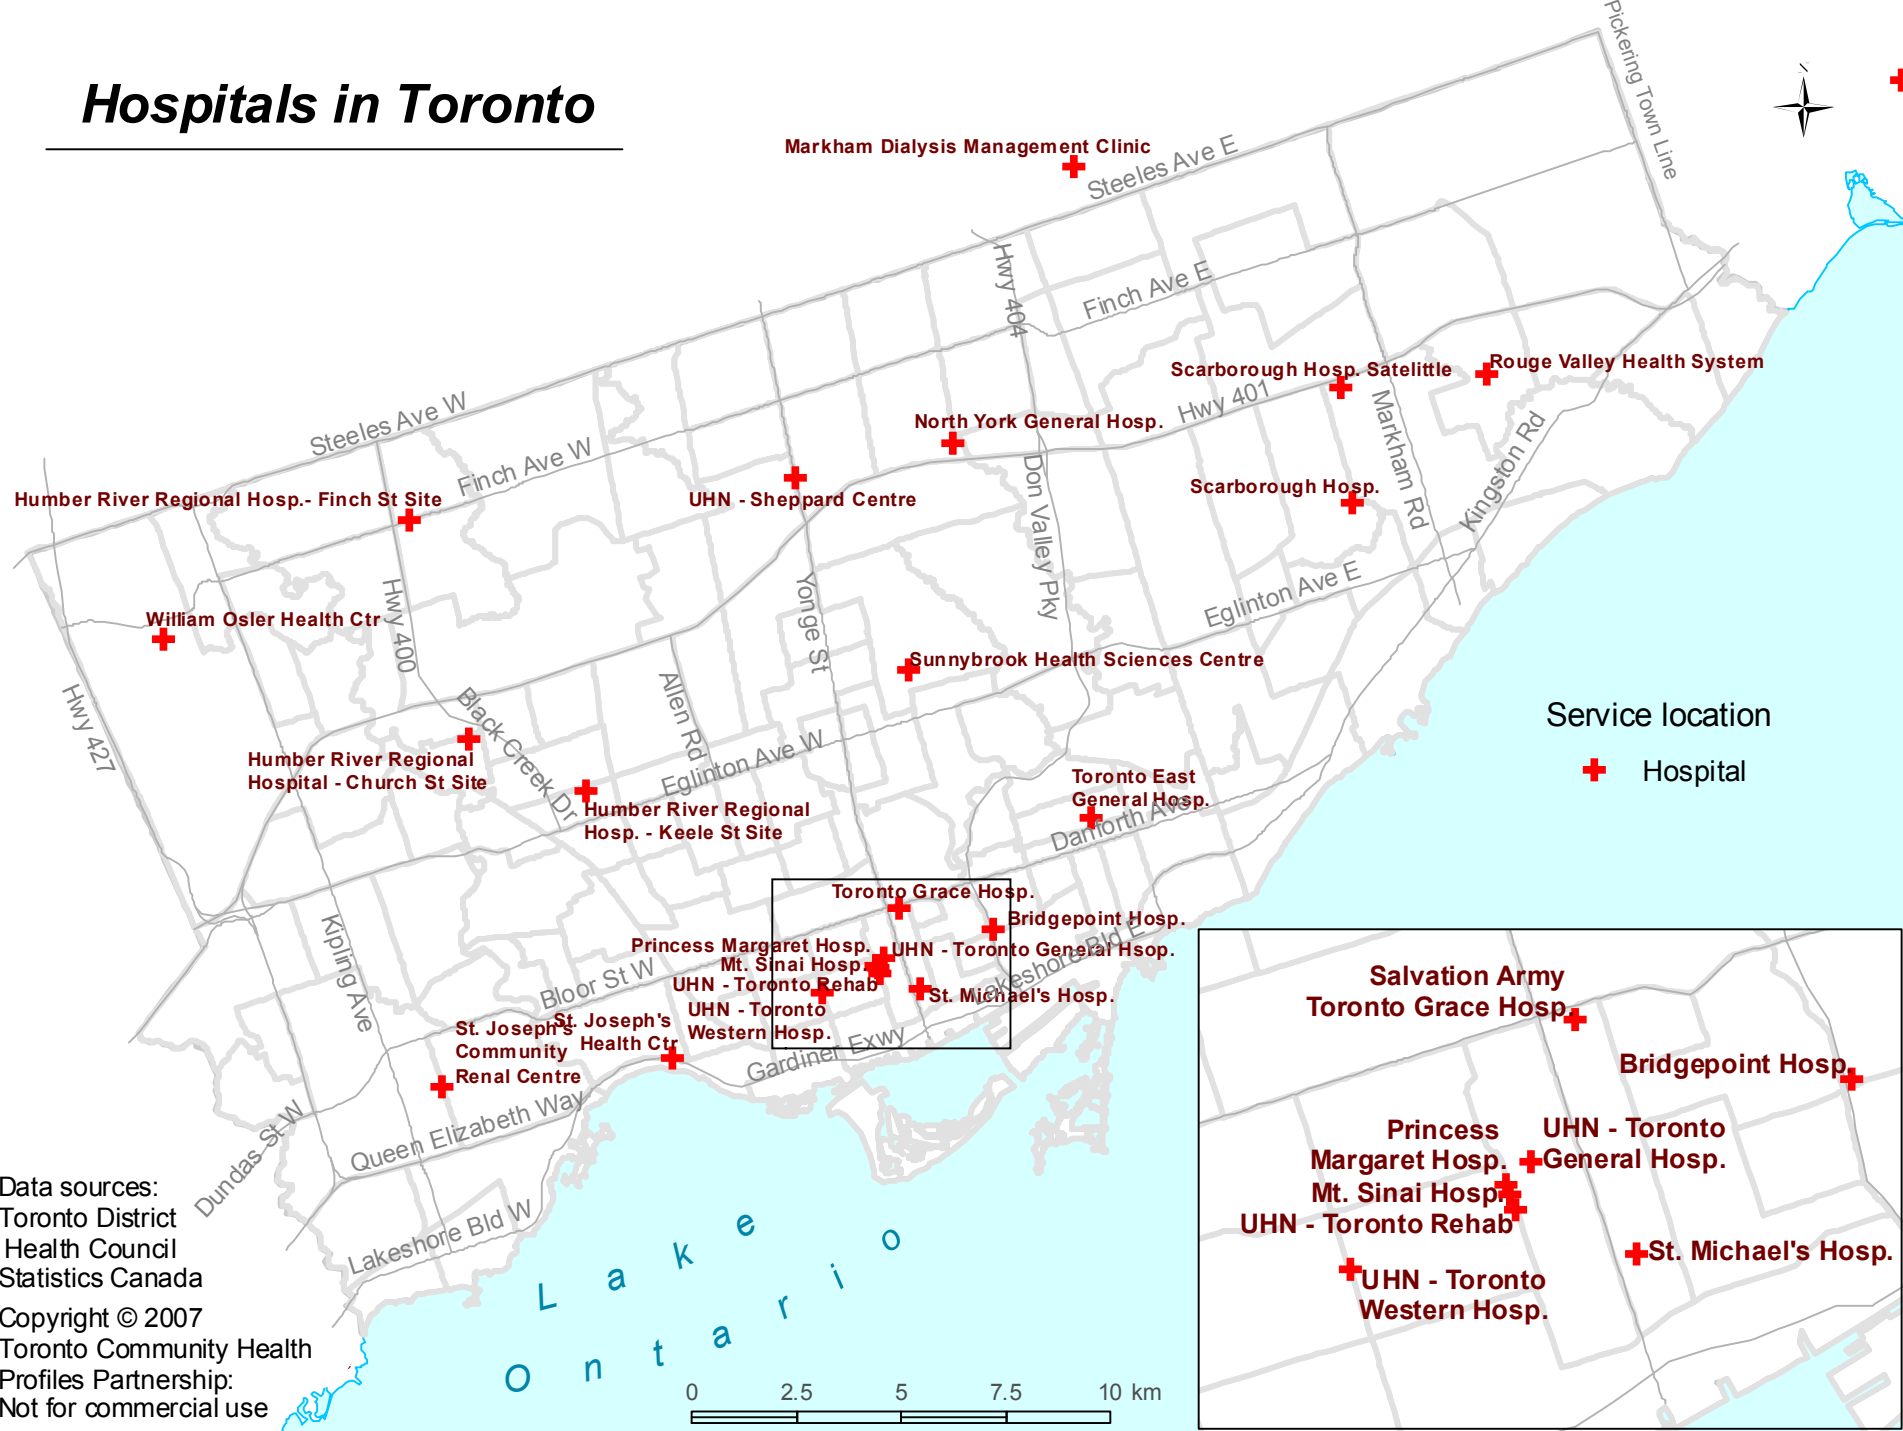 Hospitals in Toronto
Pickering Town Line
N
Markham Dialysis Management Clinic
Steeles Ave E
Hwy 404
Finch Ave E
Scarborough Hosp. Satelittle
Rouge Valley Health System
Hwy 401
Markham Rd
Kingston Rd
North York General Hosp.
Steeles Ave W
Finch Ave W
Humber River Regional Hosp.- Finch St Site
UHN - Sheppard Centre
Don Valley Pky
Scarborough Hosp.
Hwy 400
Yonge St
Eglinton Ave E
William Osler Health Ctr
Sunnybrook Health Sciences Centre
Hwy 427
Black Creek Dr
Allen Rd
Eglinton Ave W
Humber River Regional
Hospital - Church St Site
Humber River Regional
Hosp. - Keele St Site
Toronto East
General Hosp.
Danforth Ave
Service location
Hospital
Toronto Grace Hosp.
Bridgepoint Hosp.
Princess Margaret Hosp.
UHN - Toronto General Hsop.
Mt. Sinai Hosp.
UHN - Toronto Rehab
St. Michael's Hosp.
Lakeshore Bld E
UHN - Toronto
Western Hosp.
Kipling Ave
Bloor St W
St. Joseph's
Health Ctr
St. Joseph's
Community
Renal Centre
Gardiner Exwy
Queen Elizabeth Way
Dundas St W
Lakeshore Bld W
Lake
Ontario
Data sources:
Toronto District
Health Council
Statistics Canada
Copyright © 2007
Toronto Community Health
Profiles Partnership:
Not for commercial use
0 2.5 5 7.5 10 km
Salvation Army
Toronto Grace Hosp.
Bridgepoint Hosp.
Princess
Margaret Hosp.
UHN - Toronto
General Hosp.
Mt. Sinai Hosp.
UHN - Toronto Rehab
St. Michael's Hosp.
UHN - Toronto
Western Hosp.